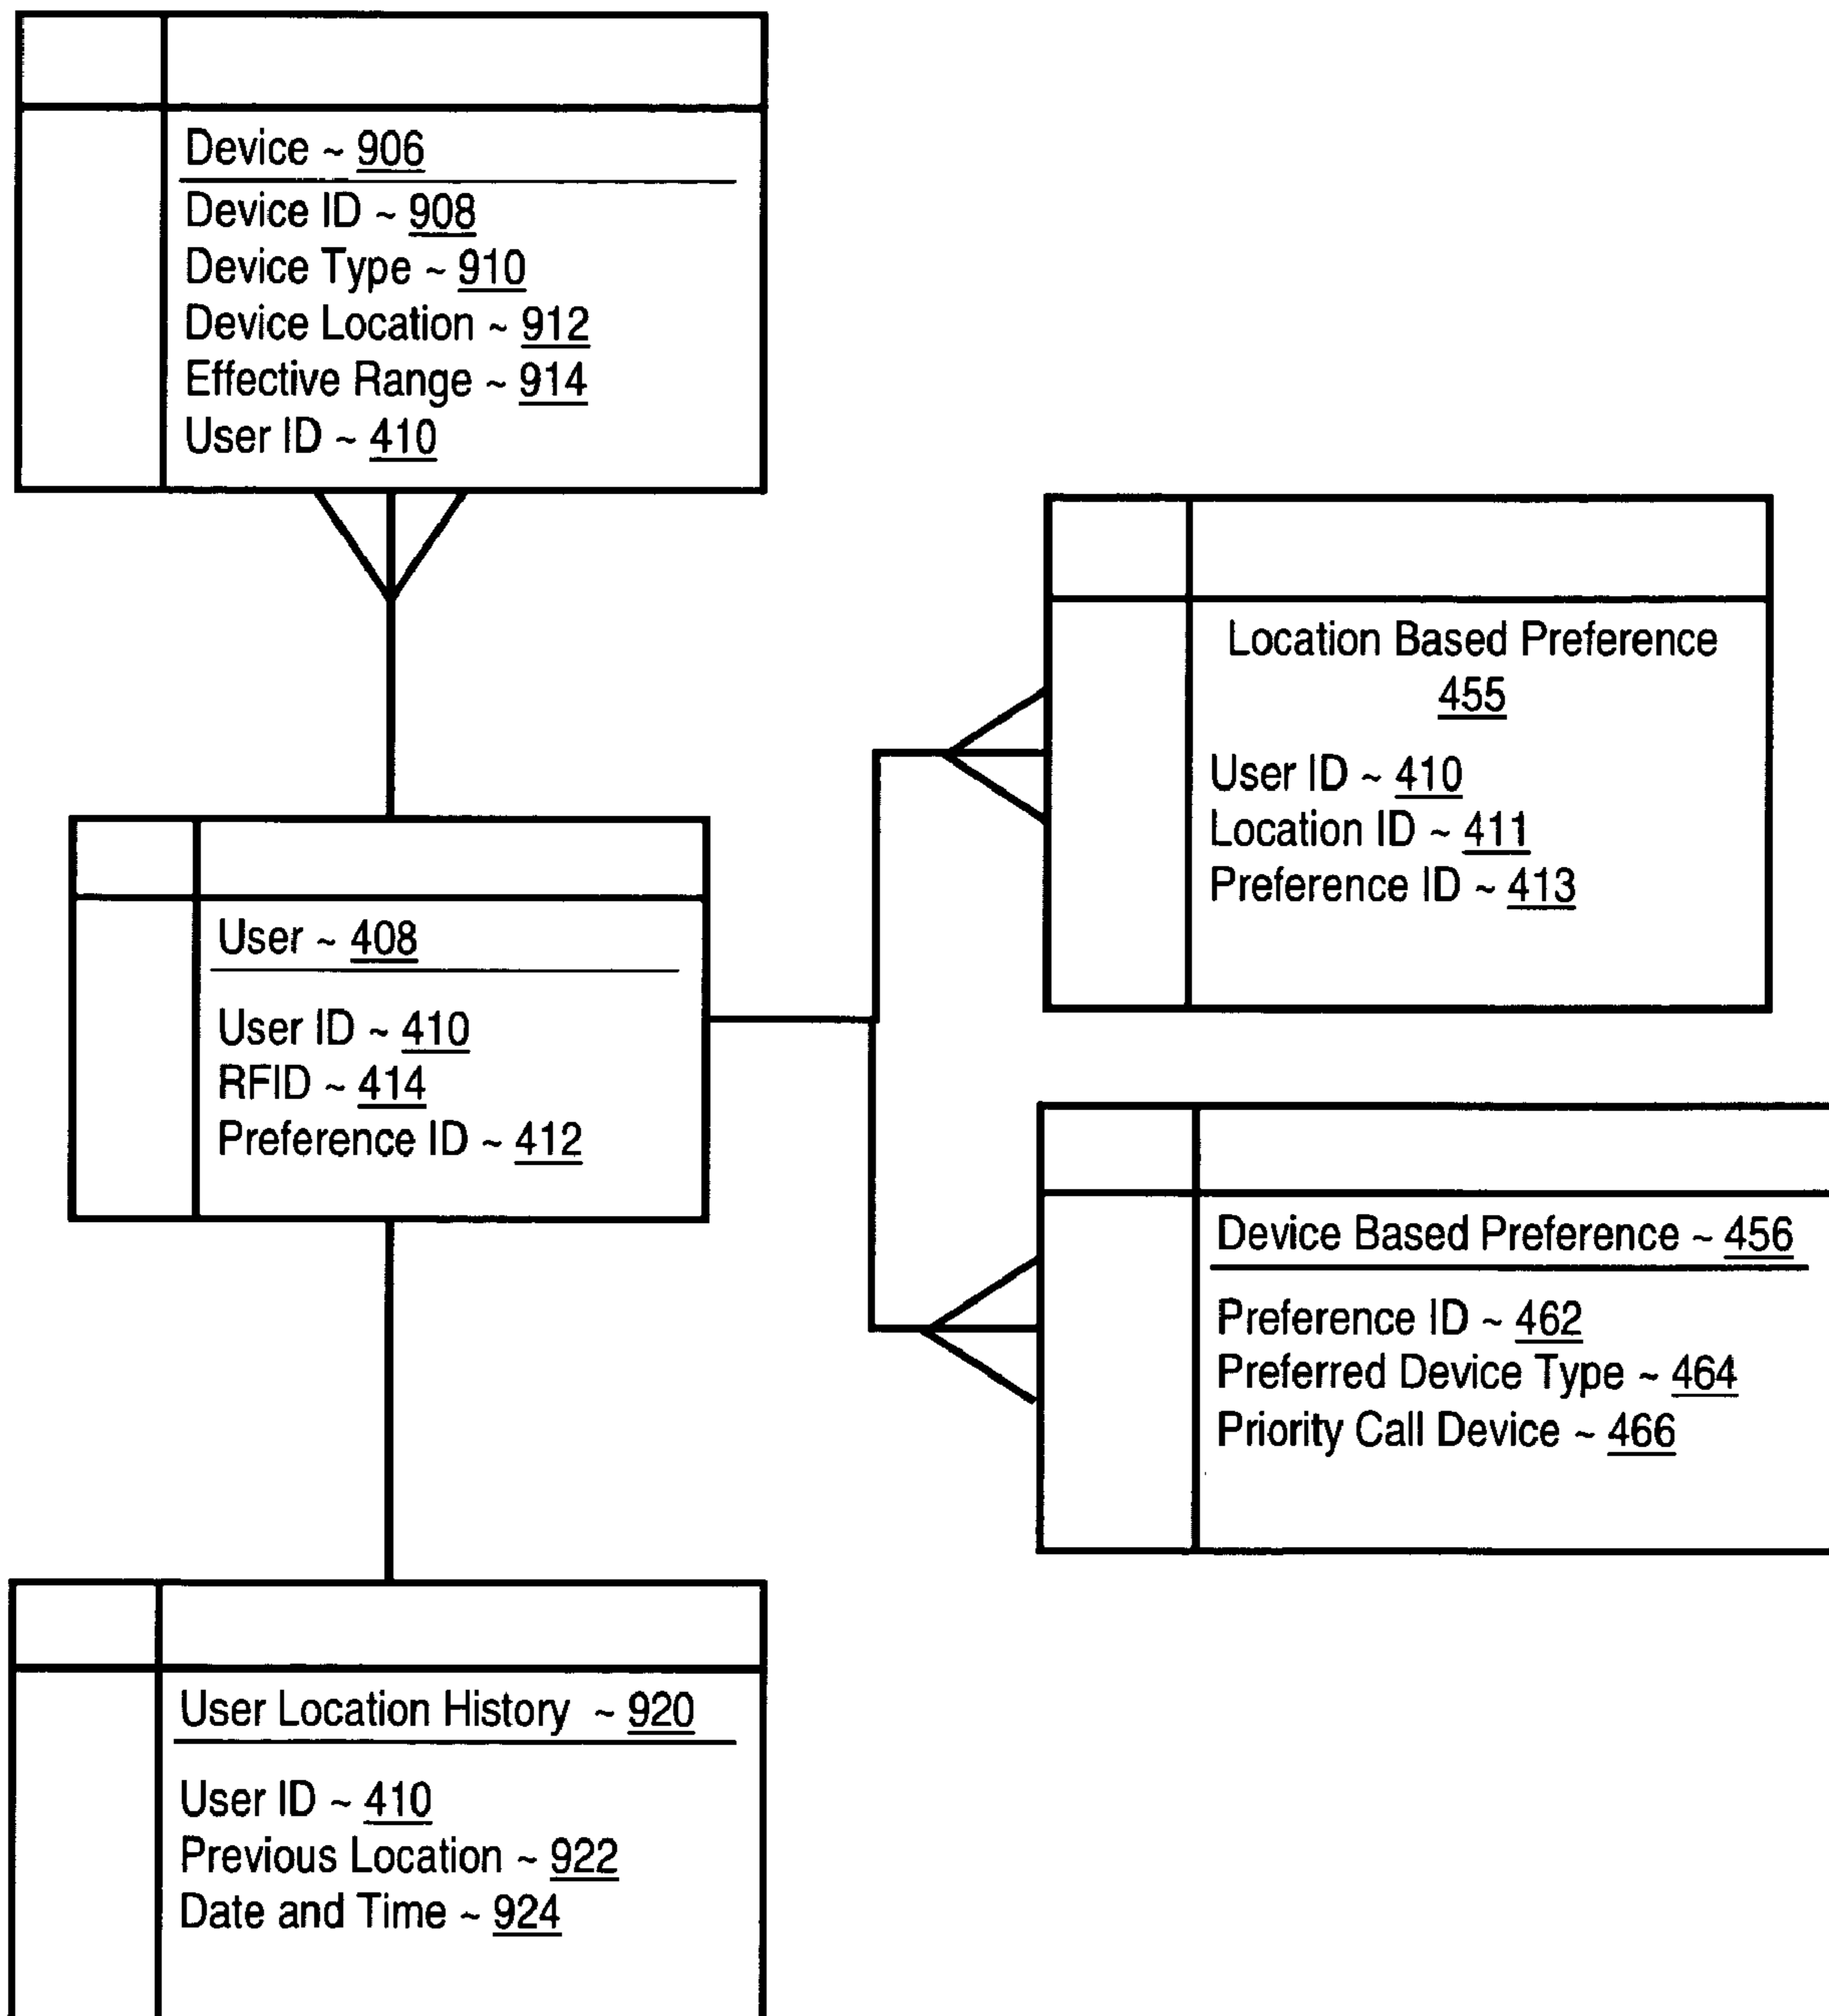 Device ~ 906
Device ID ~ 908
Device Type ~ 910
Device Location ~ 912
Effective Range ~ 914
User ID ~ 410
Location Based Preference
455
User ID ~ 410
Location ID ~ 411
Preference ID ~ 413
User ~ 408
User ID ~ 410
RFID ~ 414
Preference ID ~ 412
Device Based Preference ~ 456
Preference ID ~ 462
Preferred Device Type ~ 464
Priority Call Device ~ 466
User Location History ~ 920
User ID ~ 410
Previous Location ~ 922
Date and Time ~ 924